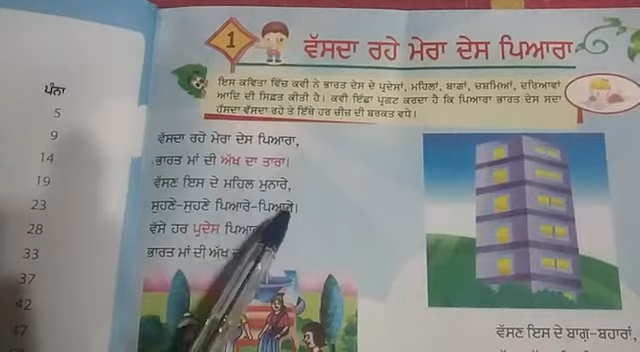 ਪੰਨਾ
5
9
14
19
23
28
33
37
42
47
1
ਵੱਸਦਾ ਰਹੇ ਮੇਰਾ ਦੇਸ ਪਿਆਰਾ
ਇਸ ਕਵਿਤਾ ਵਿੱਚ ਕਵੀ ਨੇ ਭਾਰਤ ਦੇਸ ਦੇ ਪ੍ਰਦੇਸਾਂ, ਮਹਿਲਾਂ, ਬਾਗਾਂ, ਚਸ਼ਮਿਆਂ, ਦਰਿਆਵਾਂ
ਆਦਿ ਦੀ ਸਿਫ਼ਤ ਕੀਤੀ ਹੈ। ਕਵੀ ਇੱਛਾ ਪ੍ਰਗਟ ਕਰਦਾ ਹੈ ਕਿ ਪਿਆਰਾ ਭਾਰਤ ਦੇਸ ਸਦਾ
ਹੱਸਦਾ ਵੱਸਦਾ ਰਹੇ ਤੇ ਇੱਥੇ ਹਰ ਚੀਜ਼ ਦੀ ਬਰਕਤ ਵਧੇ।
ਵੱਸਦਾ ਰਹੇ ਮੇਰਾ ਦੇਸ ਪਿਆਰਾ,
ਭਾਰਤ ਮਾਂ ਦੀ ਅੱਖ ਦਾ ਤਾਰਾ।
ਵੱਸਣ ਇਸ ਦੇ ਮਹਿਲ ਮੁਨਾਰੇ,
ਸੁਹਣੇ-ਸੁਹਣੇ ਪਿਆਰੇ-ਪਿਆਰੇ।
ਵੱਸੇ ਹਰ ਪ੍ਰਦੇਸ
ਭਾਰਤ ਮਾਂ ਦੀ ਅੱਖ
ਵੱਸਣ ਇਸ ਦੇ ਬਾਗ਼-ਬਹਾਰਾਂ,